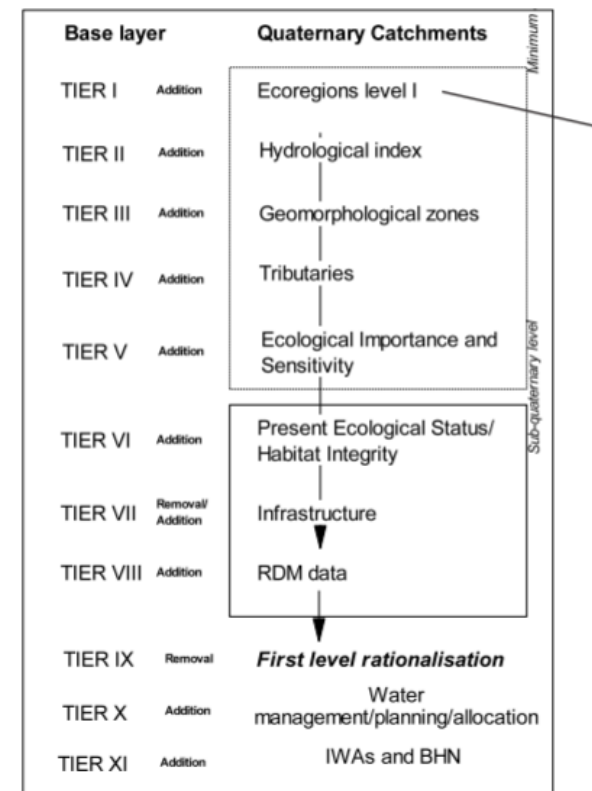 Base layer Quaternary Catchments
Minimum
TIER I Addition Ecoregions level I
TIER II Addition Hydrological index
TIER III Addition Geomorphological zones
TIER IV Addition Tributaries
TIER V Addition Ecological Importance and
Sensitivity
Sub-quaternary level
TIER VI Addition Present Ecological Status/
Habitat Integrity
TIER VII Removal/
Addition Infrastructure
TIER VIII Addition RDM data
TIER IX Removal First level rationalisation
TIER X Addition Water
management/planning/allocation
TIER XI Addition IWAs and BHN